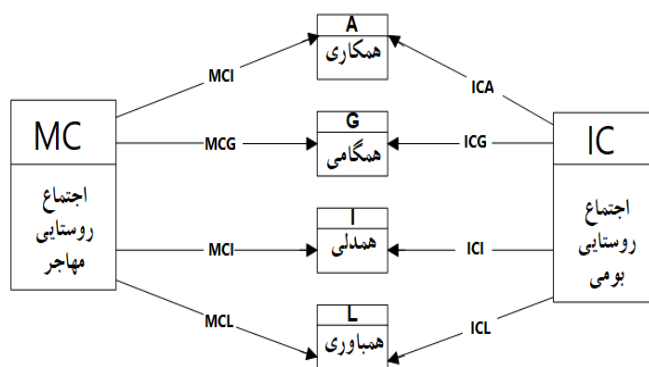 A
همکاری
MCI
ICA
MC
اجتماع
روستایی
مهاجر
G
همگامی
MCG
ICG
IC
اجتماع
روستایی
بومی
I
همدلی
MCI
ICI
L
همباوری
MCL
ICL